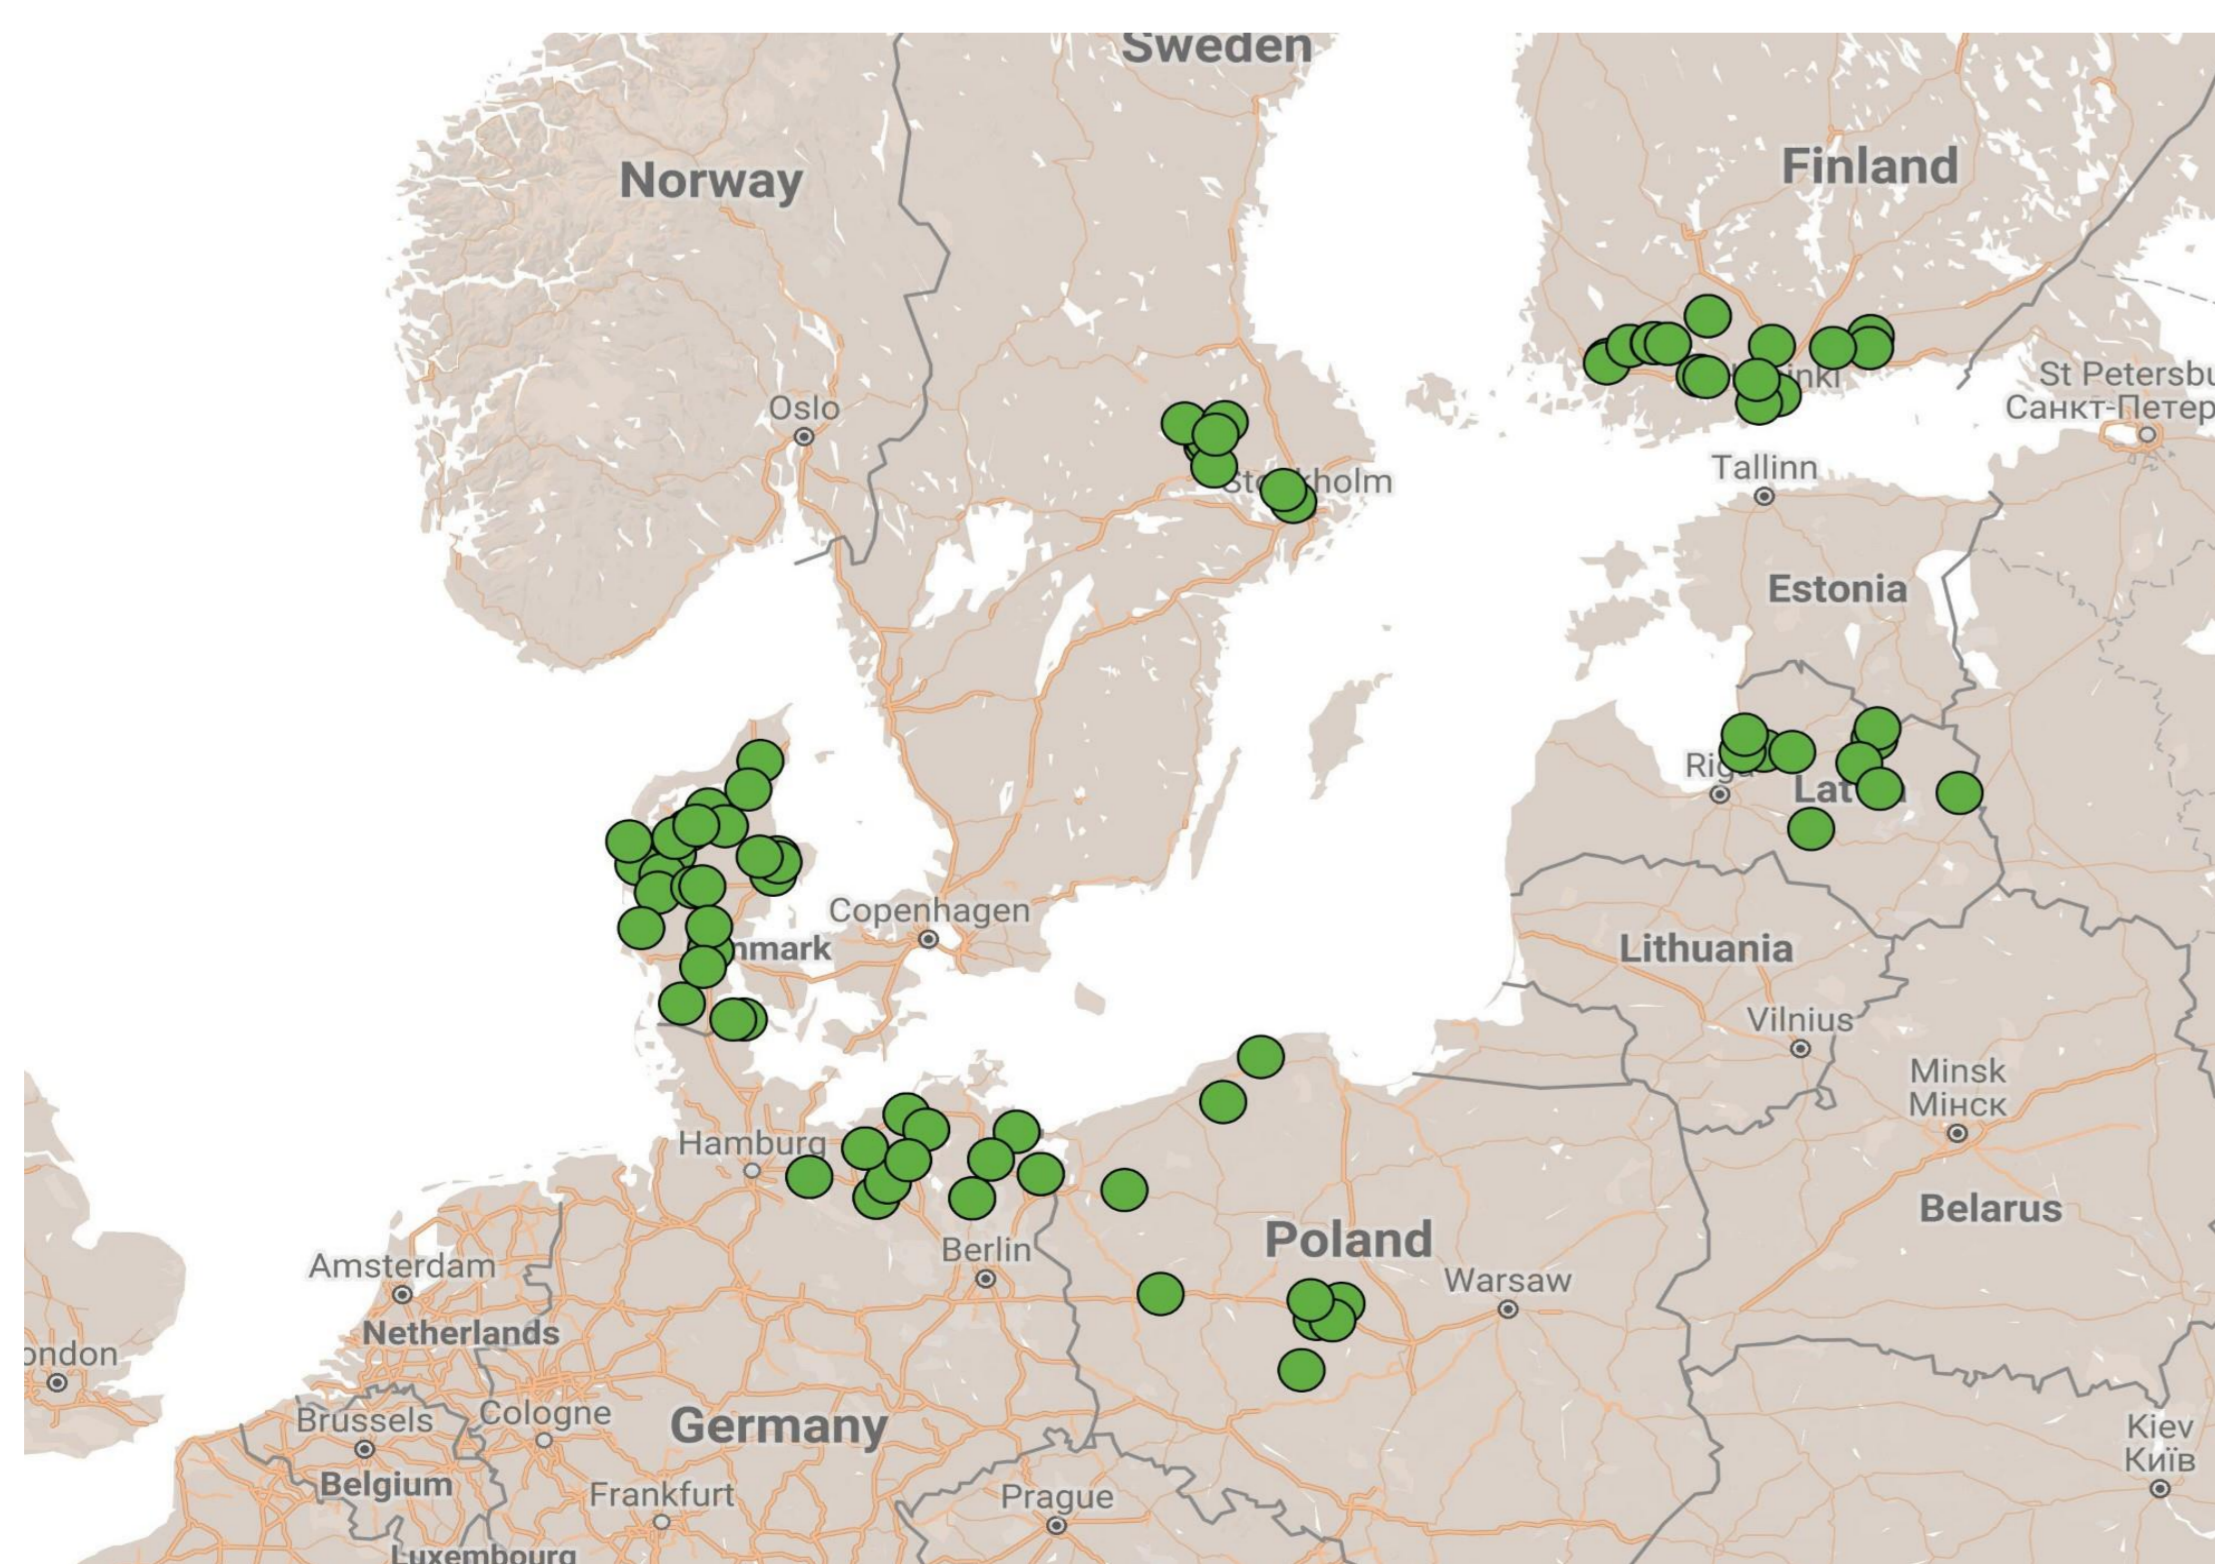 Sweden
Norway
Finland
Oslo
St Petersbu
Санкт-Петер
Tallinn
Estonia
Copenhagen
nmark
Lithuania
Vilnius
Minsk
Мінск
Hamburg
Belarus
Poland
Berlin
Amsterdam
Warsaw
Netherlands
ondon
Brussels
Cologne
Germany
Kiev
Київ
Belgium
Frankfurt
Prague
Luxembourg